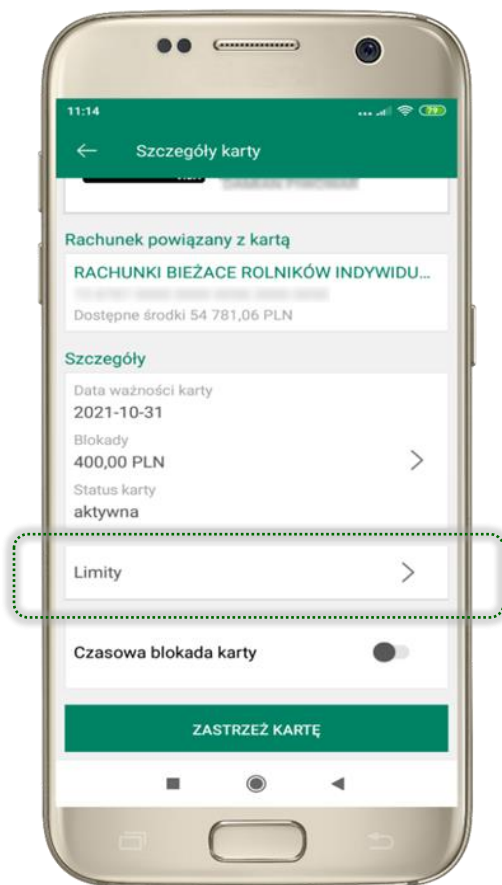 11:14
79
Szczegóły karty
Rachunek powiązany z kartą
RACHUNKI BIEŻACE ROLNIKÓW INDYWIDU...
Dostępne środki 54 781,06 PLN
Szczegóły
Data ważności karty
2021-10-31
Blokady
400,00 PLN
Status karty
aktywna
Limity
Czasowa blokada karty
ZASTRZEŻ KARTĘ